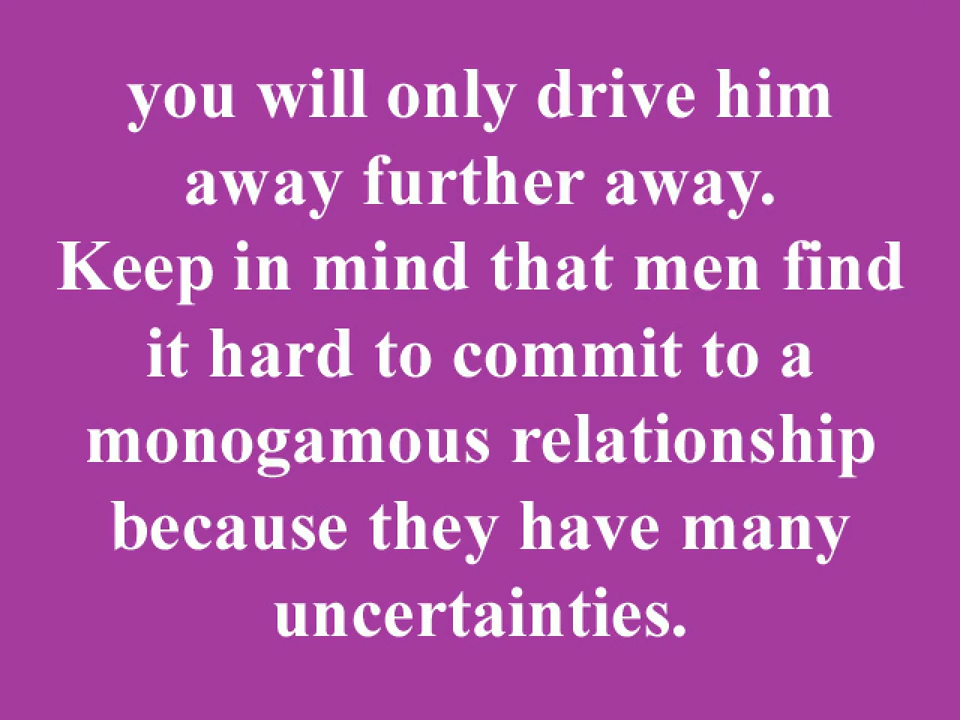 you will only drive him
away further away.
Keep in mind that men find
it hard to commit to a
monogamous relationship
because they have many
uncertainties.